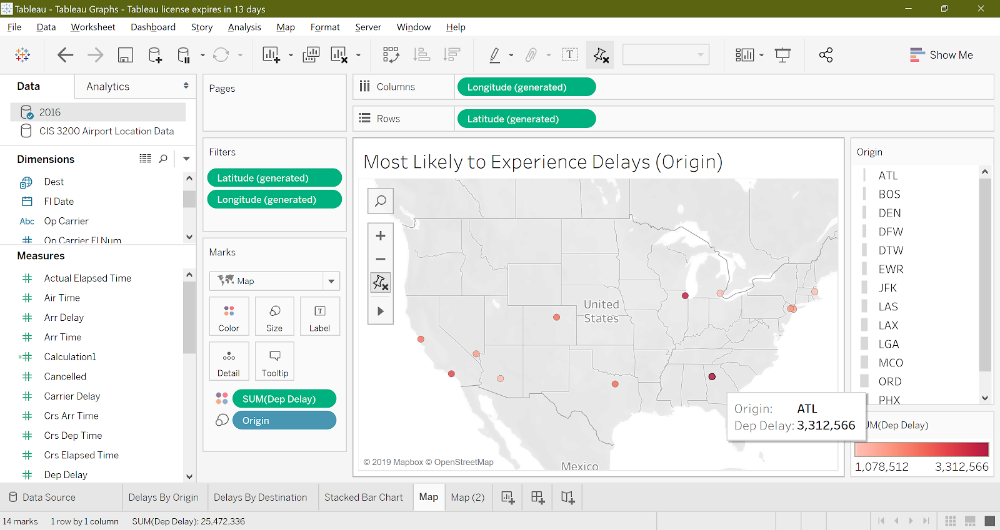 Tableau - Tableau Graphs - Tableau license expires in 13 days
File Data Worksheet Dashboard Story Analysis Map Format Server Window Help
Show Me
Data Analytics
2016
CIS 3200 Airport Location Data
Dimensions
Dest
Fl Date
Abc Op Carrier
Op Carrier Fl Num
Measures
Actual Elapsed Time
Air Time
Arr Delay
Arr Time
Calculation1
Cancelled
Carrier Delay
Crs Arr Time
Crs Dep Time
Crs Elapsed Time
Dep Delay
Pages
Filters
Latitude (generated)
Longitude (generated)
Marks
Map
Color Size Label
Detail Tooltip
SUM(Dep Delay)
Origin
Columns Longitude (generated)
Rows Latitude (generated)
Most Likely to Experience Delays (Origin)
United
States
Mexico
© 2019 Mapbox © OpenStreetMap
Origin: ATL
Dep Delay: 3,312,566
Origin
ATL
BOS
DEN
DFW
DTW
EWR
JFK
LAS
LAX
LGA
MCO
ORD
PHX
UM(Dep Delay)
1,078,512 3,312,566
Data Source Delays By Origin Delays By Destination Stacked Bar Chart Map Map (2)
14 marks 1 row by 1 column SUM(Dep Delay): 25,472,336